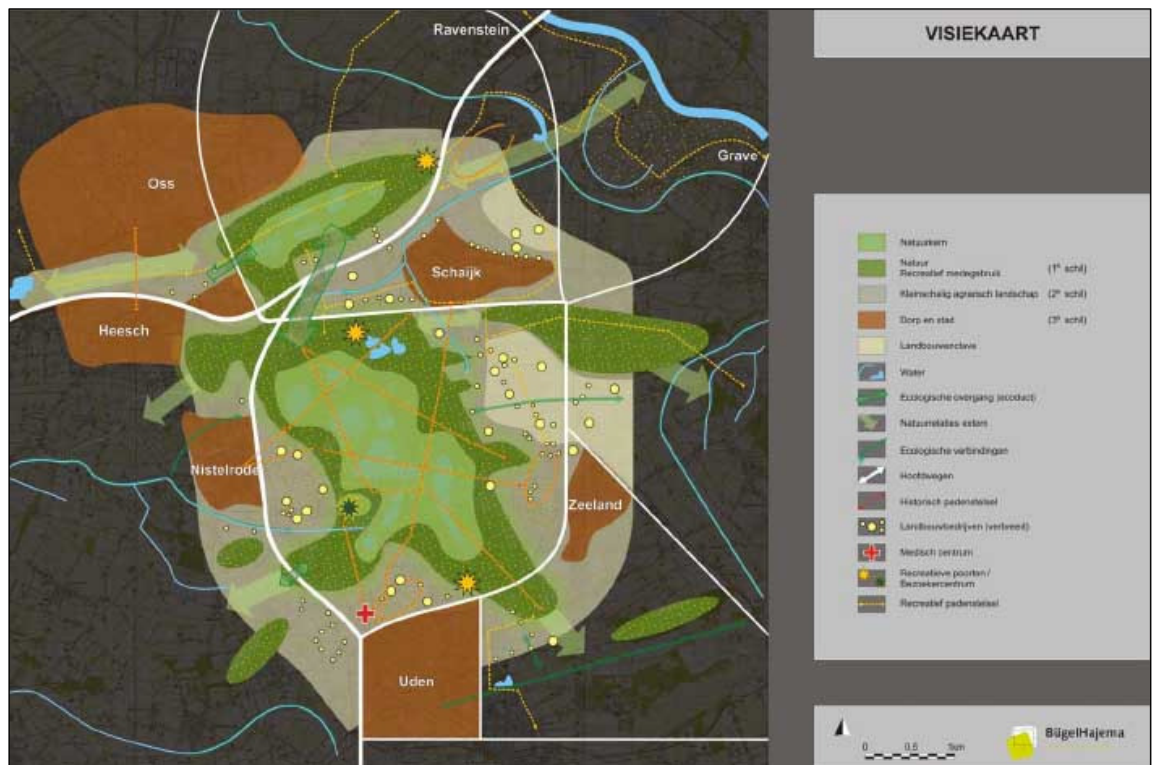 Ravenstein
Grave
Oss
Schaijk
Heesch
Nistelrode
Zeeland
Uden
VISIEKAART
Natuurkern
Natuur
Recreatief medegebruik (1e schil)
Kleinschalig agrarisch landschap (2e schil)
Dorp en stad (3e schil)
Landbouwenclave
Water
Ecologische overgang (ecoduct)
Natuurrelaties extern
Ecologische verbindingen
Hoofdwegen
Historisch padenstelsel
Landbouwbedrijven (verbreed)
Medisch centrum
Recreatieve poorten /
Bezoekerscentrum
Recreatief padenstelsel
0 0,5 1km
BügelHajema